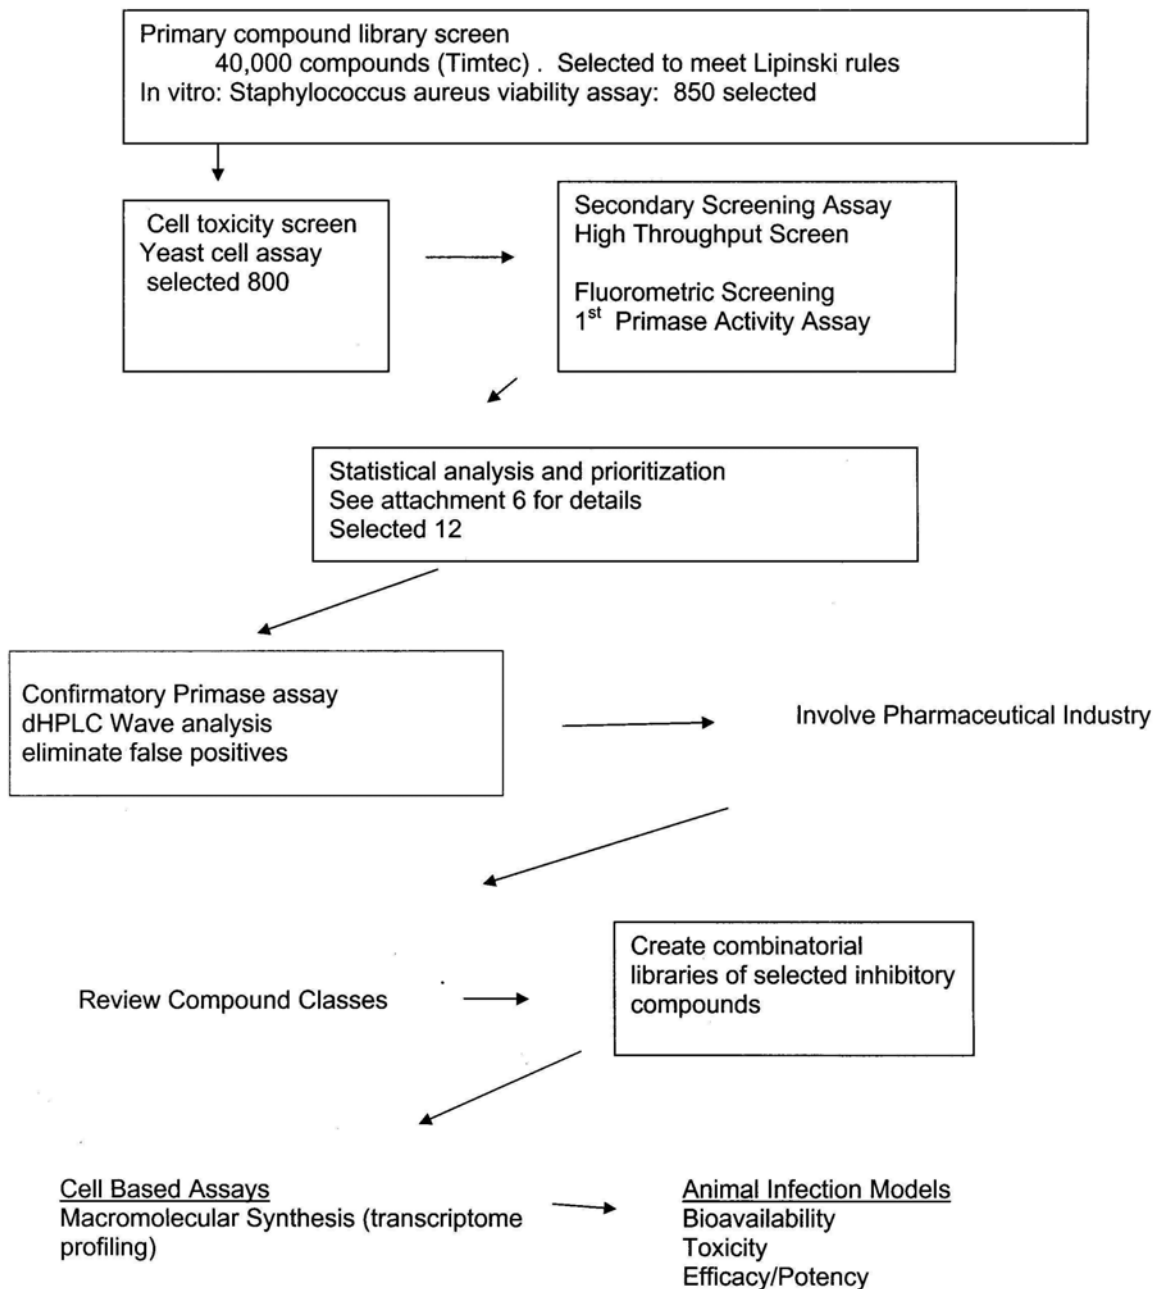 Primary compound library screen
40,000 compounds (Timtec) . Selected to meet Lipinski rules
In vitro: Staphylococcus aureus viability assay: 850 selected
Cell toxicity screen
Yeast cell assay
selected 800
Secondary Screening Assay
High Throughput Screen
Fluorometric Screening
1st Primase Activity Assay
Statistical analysis and prioritization
See attachment 6 for details
Selected 12
Confirmatory Primase assay
dHPLC Wave analysis
eliminate false positives
Involve Pharmaceutical Industry
Review Compound Classes
Create combinatorial
libraries of selected inhibitory
compounds
Cell Based Assays
Macromolecular Synthesis (transcriptome
profiling)
Animal Infection Models
Bioavailability
Toxicity
Efficacy/Potency